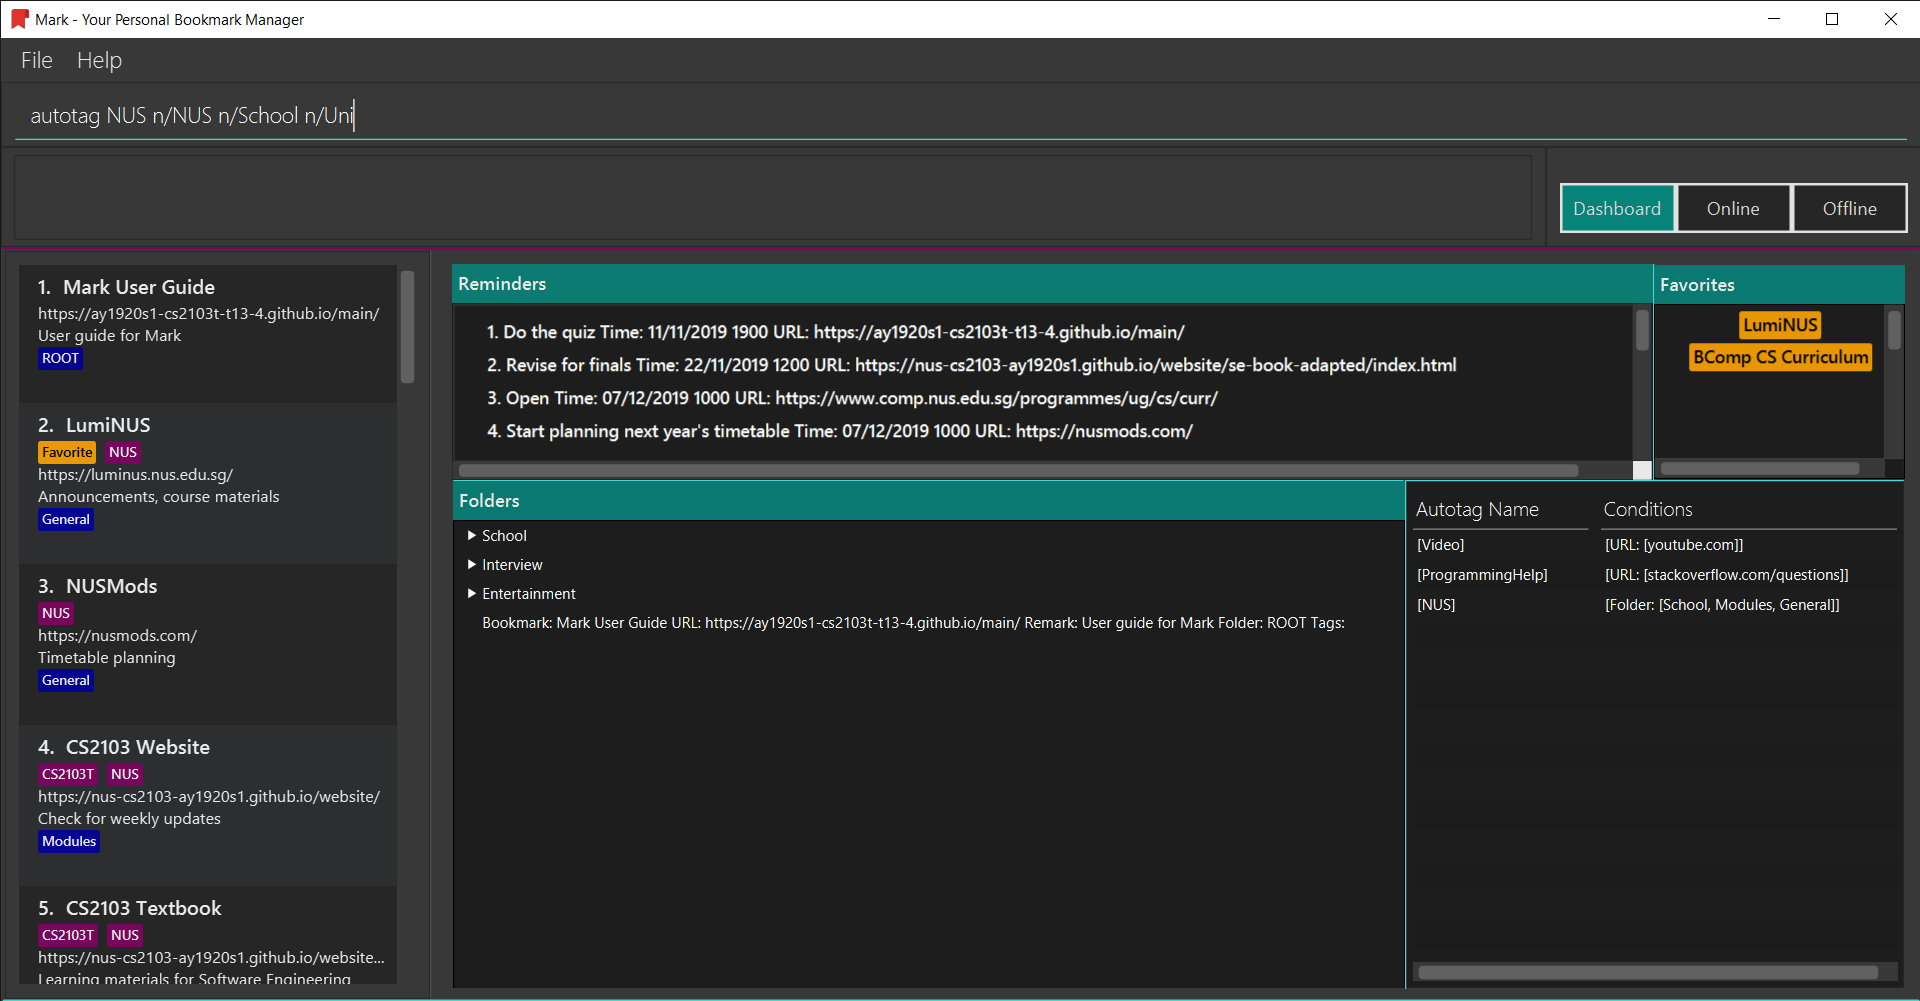 Mark - Your Personal Bookmark Manager
File Help
autotag NUS n/NUS n/School n/Uni
Dashboard Online Offline
1. Mark User Guide
https://ay1920s1-cs2103t-t13-4.github.io/main/
User guide for Mark
ROOT
2. LumiNUS
Favorite NUS
https://luminus.nus.edu.sg/
Announcements, course materials
General
3. NUSMods
NUS
https://nusmods.com/
Timetable planning
General
4. CS2103 Website
CS2103T NUS
https://nus-cs2103-ay1920s1.github.io/website/
Check for weekly updates
Modules
5. CS2103 Textbook
CS2103T NUS
https://nus-cs2103-ay1920s1.github.io/website...
Learning materials for Software Engineering
Reminders
1. Do the quiz Time: 11/11/2019 1900 URL: https://ay1920s1-cs2103t-t13-4.github.io/main/
2. Revise for finals Time: 22/11/2019 1200 URL: https://nus-cs2103-ay1920s1.github.io/website/se-book-adapted/index.html
3. Open Time: 07/12/2019 1000 URL: https://www.comp.nus.edu.sg/programmes/ug/cs/curr/
4. Start planning next year's timetable Time: 07/12/2019 1000 URL: https://nusmods.com/
Favorites
LumiNUS
BComp CS Curriculum
Folders
School
Interview
Entertainment
Bookmark: Mark User Guide URL: https://ay1920s1-cs2103t-t13-4.github.io/main/ Remark: User guide for Mark Folder: ROOT Tags:
Autotag Name Conditions
[Video] [URL: [youtube.com]]
[ProgrammingHelp] [URL: [stackoverflow.com/questions]]
[NUS] [Folder: [School, Modules, General]]